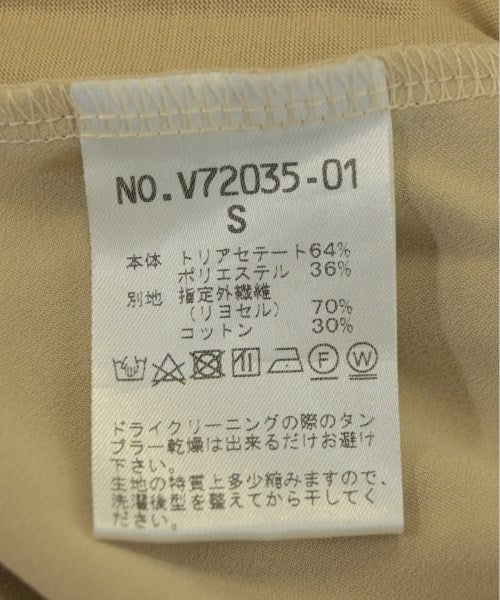 NO.V72035-01
S
本体 トリアセテート64%
ポリエステル 36%
別地 指定外繊維
(リヨセル) 70%
コットン 30%
F W
ドライクリーニングの際のタン
ブラー乾燥は出来るだけお避け
下さい。
生地の特質上多少縮みますので、
洗濯後型を整えてから干してく
ださい。